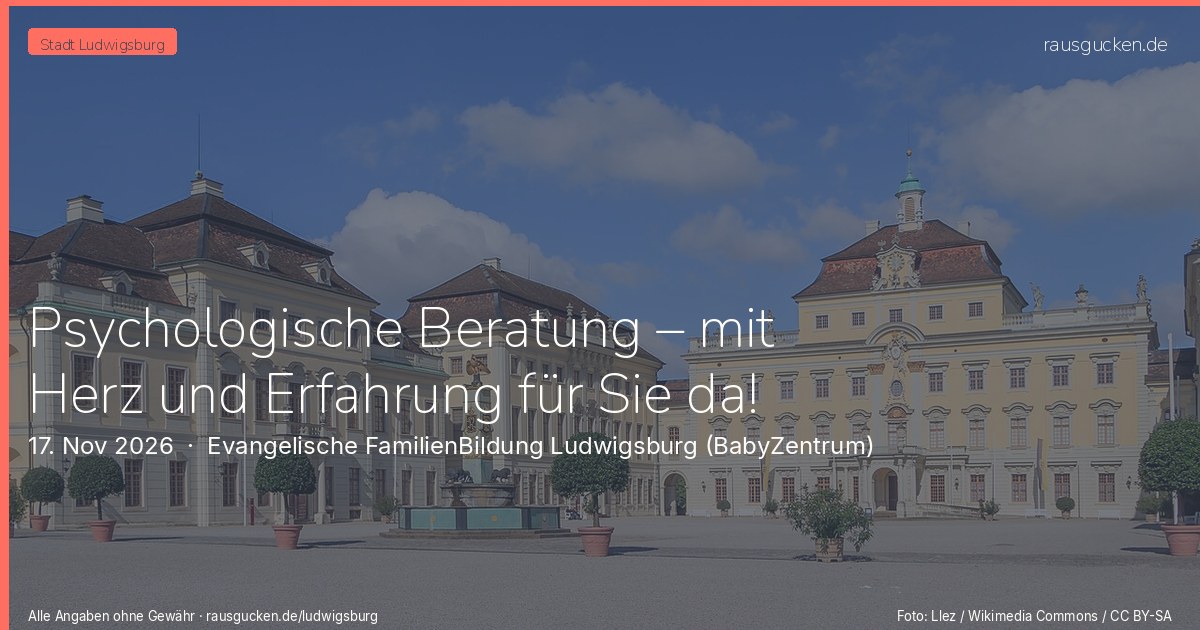 Stadt Ludwigsburg
rausgucken.de
Psychologische Beratung – mit
Herz und Erfahrung für Sie da!
17. Nov 2026 · Evangelische FamilienBildung Ludwigsburg (BabyZentrum)
Alle Angaben ohne Gewähr · rausgucken.de/ludwigsburg
Foto: Llez / Wikimedia Commons / CC BY-SA